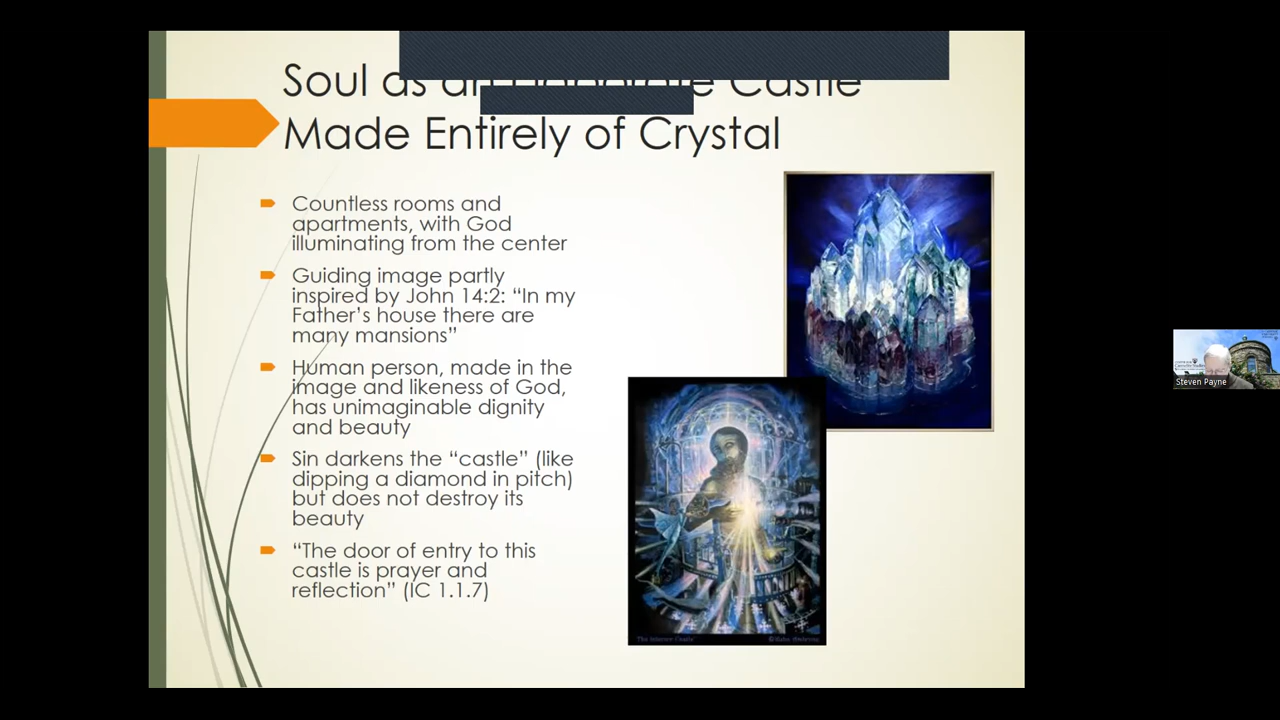 Soul as an Castle
Made Entirely of Crystal
Countless rooms and
apartments, with God
illuminating from the center
Guiding image partly
inspired by John 14:2: “In my
Father’s house there are
many mansions”
Human person, made in the
image and likeness of God,
has unimaginable dignity
and beauty
Sin darkens the “castle” (like
dipping a diamond in pitch)
but does not destroy its
beauty
“The door of entry to this
castle is prayer and
reflection” (IC 1.1.7)
Steven Payne